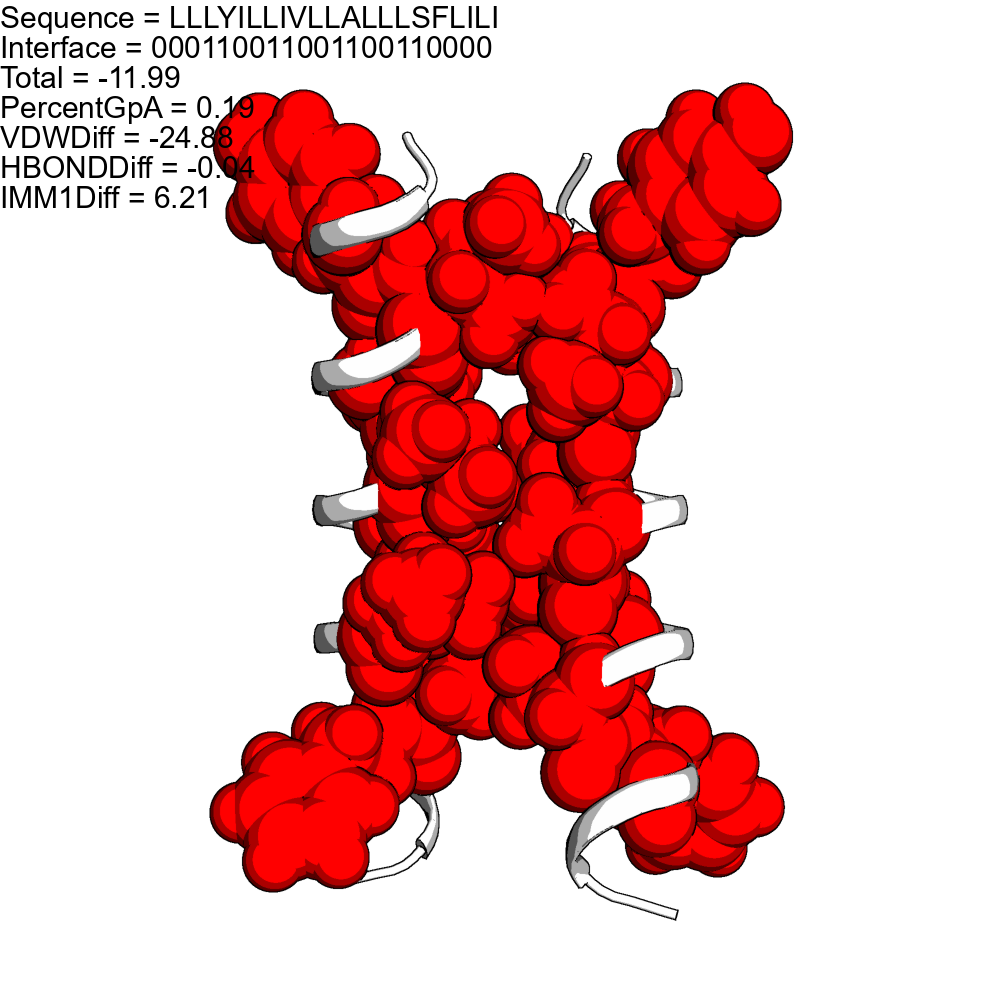 Sequence = LLLYILLIVLLALLLSFLILI
Interface = 000110011001100110000
Total = -11.99
PercentGpA = 0.19
VDWDiff = -24.88
HBONDDiff = -0.04
IMM1Diff = 6.21